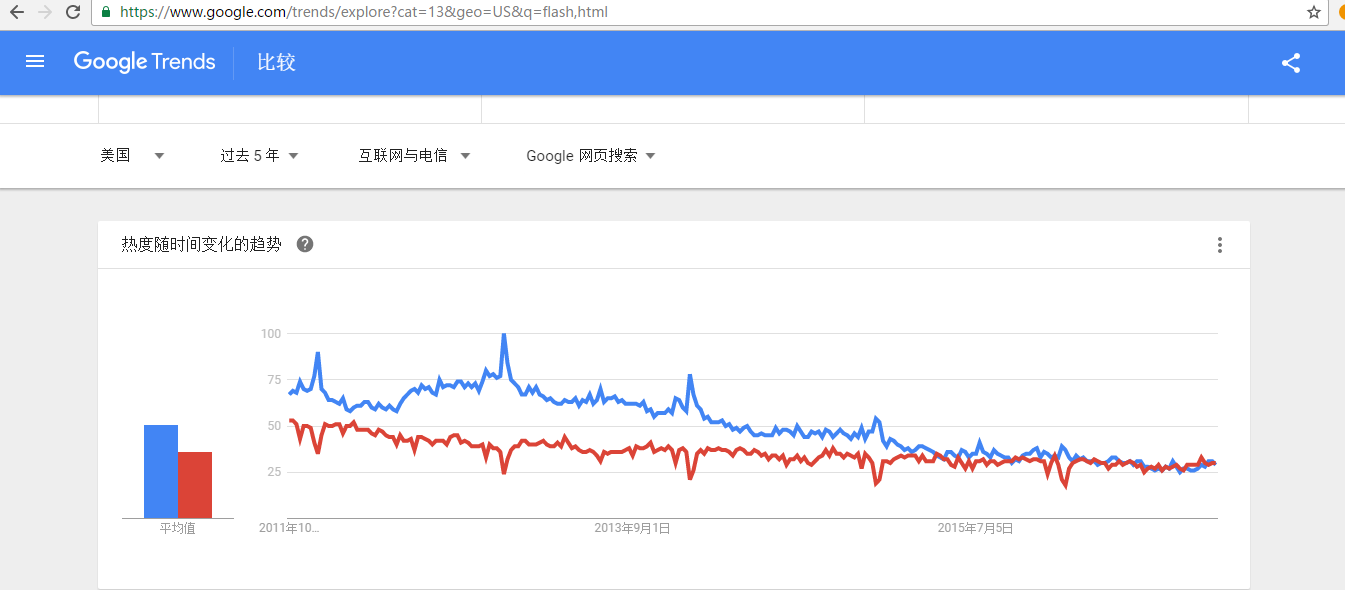 https://www.google.com/trends/explore?cat=13&geo=US&q=flash,html
Google Trends 比较
美国 过去 5 年 互联网与电信 Google 网页搜索
热度随时间变化的趋势 ?
100
75
50
25
平均值 2011年10... 2013年9月1日 2015年7月5日